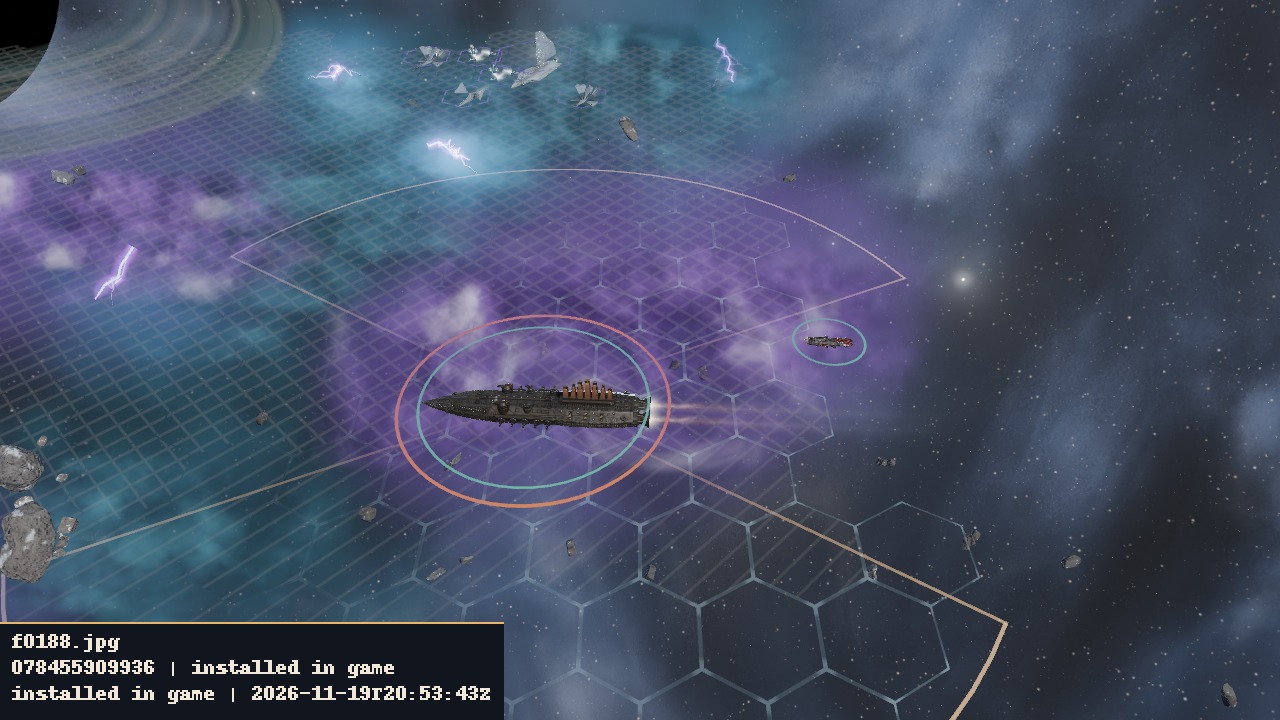 f0188.jpg
078455909936 | installed in game
installed in game | 2026-11-19T20:53:43Z